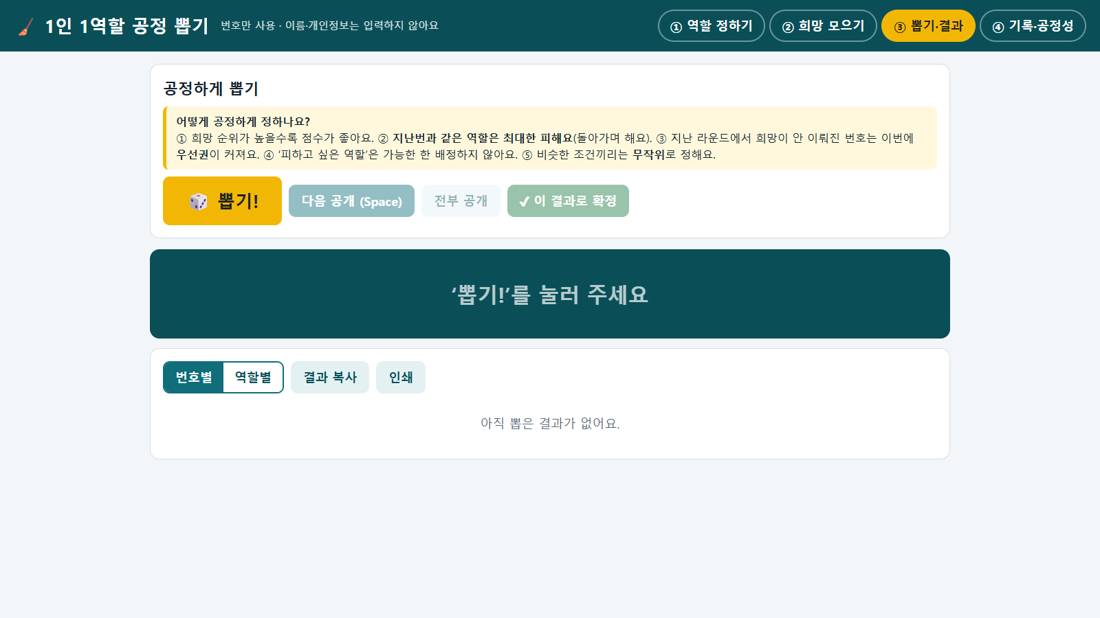 1인 1역할 공정 뽑기 번호만 사용 · 이름·개인정보는 입력하지 않아요 ① 역할 정하기 ② 희망 모으기 ③ 뽑기·결과 ④ 기록·공정성
공정하게 뽑기
어떻게 공정하게 정하나요?
① 희망 순위가 높을수록 점수가 좋아요. ② 지난번과 같은 역할은 최대한 피해요(돌아가며 해요). ③ 지난 라운드에서 희망이 안 이뤄진 번호는 이번에
우선권이 커져요. ④ ‘피하고 싶은 역할’은 가능한 한 배정하지 않아요. ⑤ 비슷한 조건끼리는 무작위로 정해요.
뽑기! 다음 공개 (Space) 전부 공개 ✓ 이 결과로 확정
‘뽑기!’를 눌러 주세요
번호별 역할별 결과 복사 인쇄
아직 뽑은 결과가 없어요.